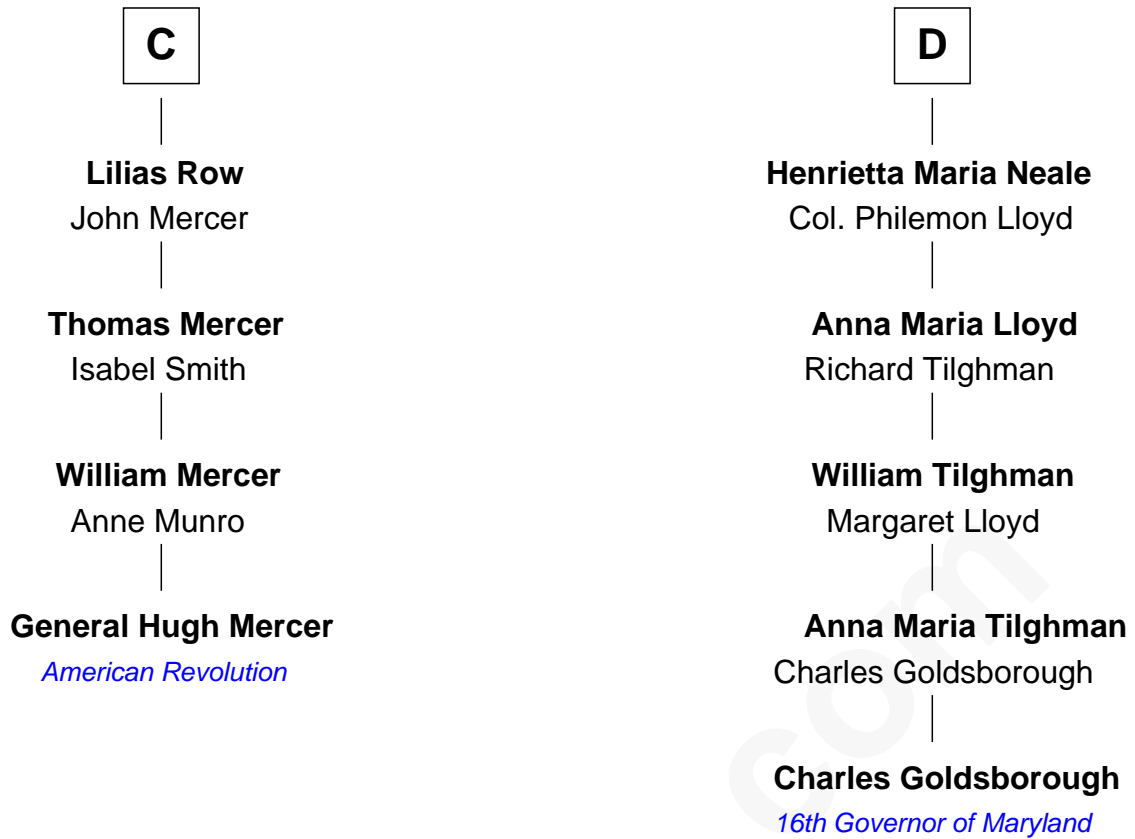 C
Lilias Row
John Mercer
Thomas Mercer
Isabel Smith
William Mercer
Anne Munro
General Hugh Mercer
American Revolution
D
Henrietta Maria Neale
Col. Philemon Lloyd
Anna Maria Lloyd
Richard Tilghman
William Tilghman
Margaret Lloyd
Anna Maria Tilghman
Charles Goldsborough
Charles Goldsborough
16th Governor of Maryland
com